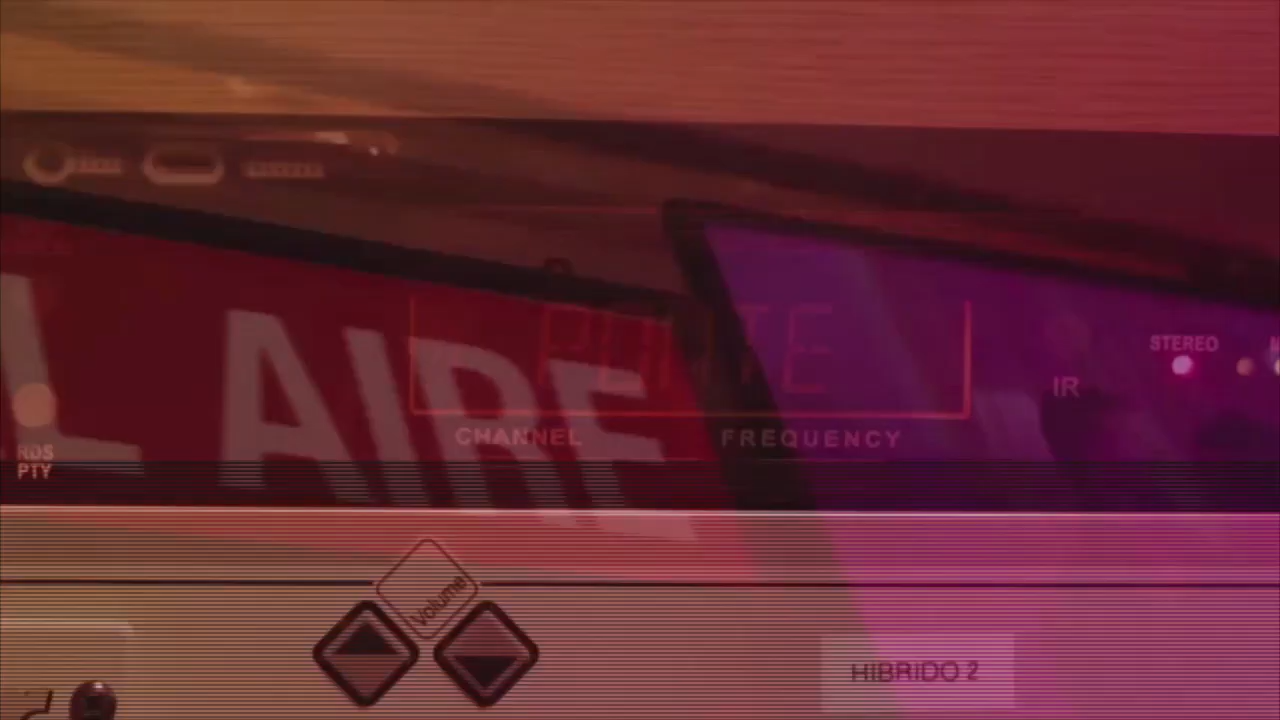 L AIRE
STEREO
IR
CHANNEL
FREQUENCY
RDS
PTY
Volume
HIBRIDO 2